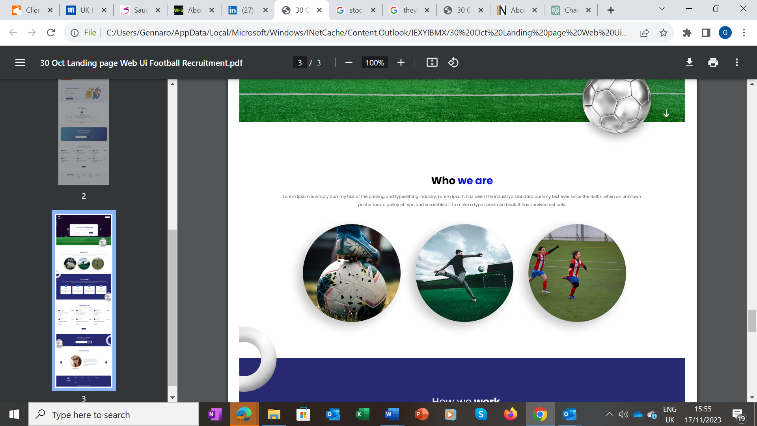 Clien
UK I
Sauc
Abo
(27)
30 C
stoc
they
30 C
Abo
Chat
File
C:/Users/Gennaro/AppData/Local/Microsoft/Windows/INetCache/Content.Outlook/IEXYIBMX/30%20Oct%20Landing%20page%20Web%20Ui...
G
30 Oct Landing page Web Ui Football Recruitment.pdf
3 / 3
100%
2
3
Who we are
Lorem Ipsum is simply dummy text of the printing and typesetting industry. Lorem Ipsum has been the industry's standard dummy text ever since the 1500s, when an unknown
printer took a galley of type and scrambled it to make a type specimen book. It has survived not only
How we work
Type here to search
ENG
UK
15:55
17/11/2023
19